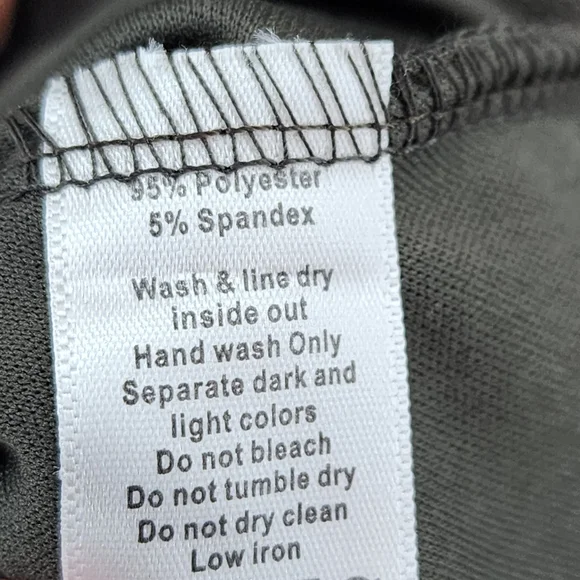 95% Polyester
5% Spandex
Wash & line dry
inside out
Hand wash Only
Separate dark and
light colors
Do not bleach
Do not tumble dry
Do not dry clean
Low iron